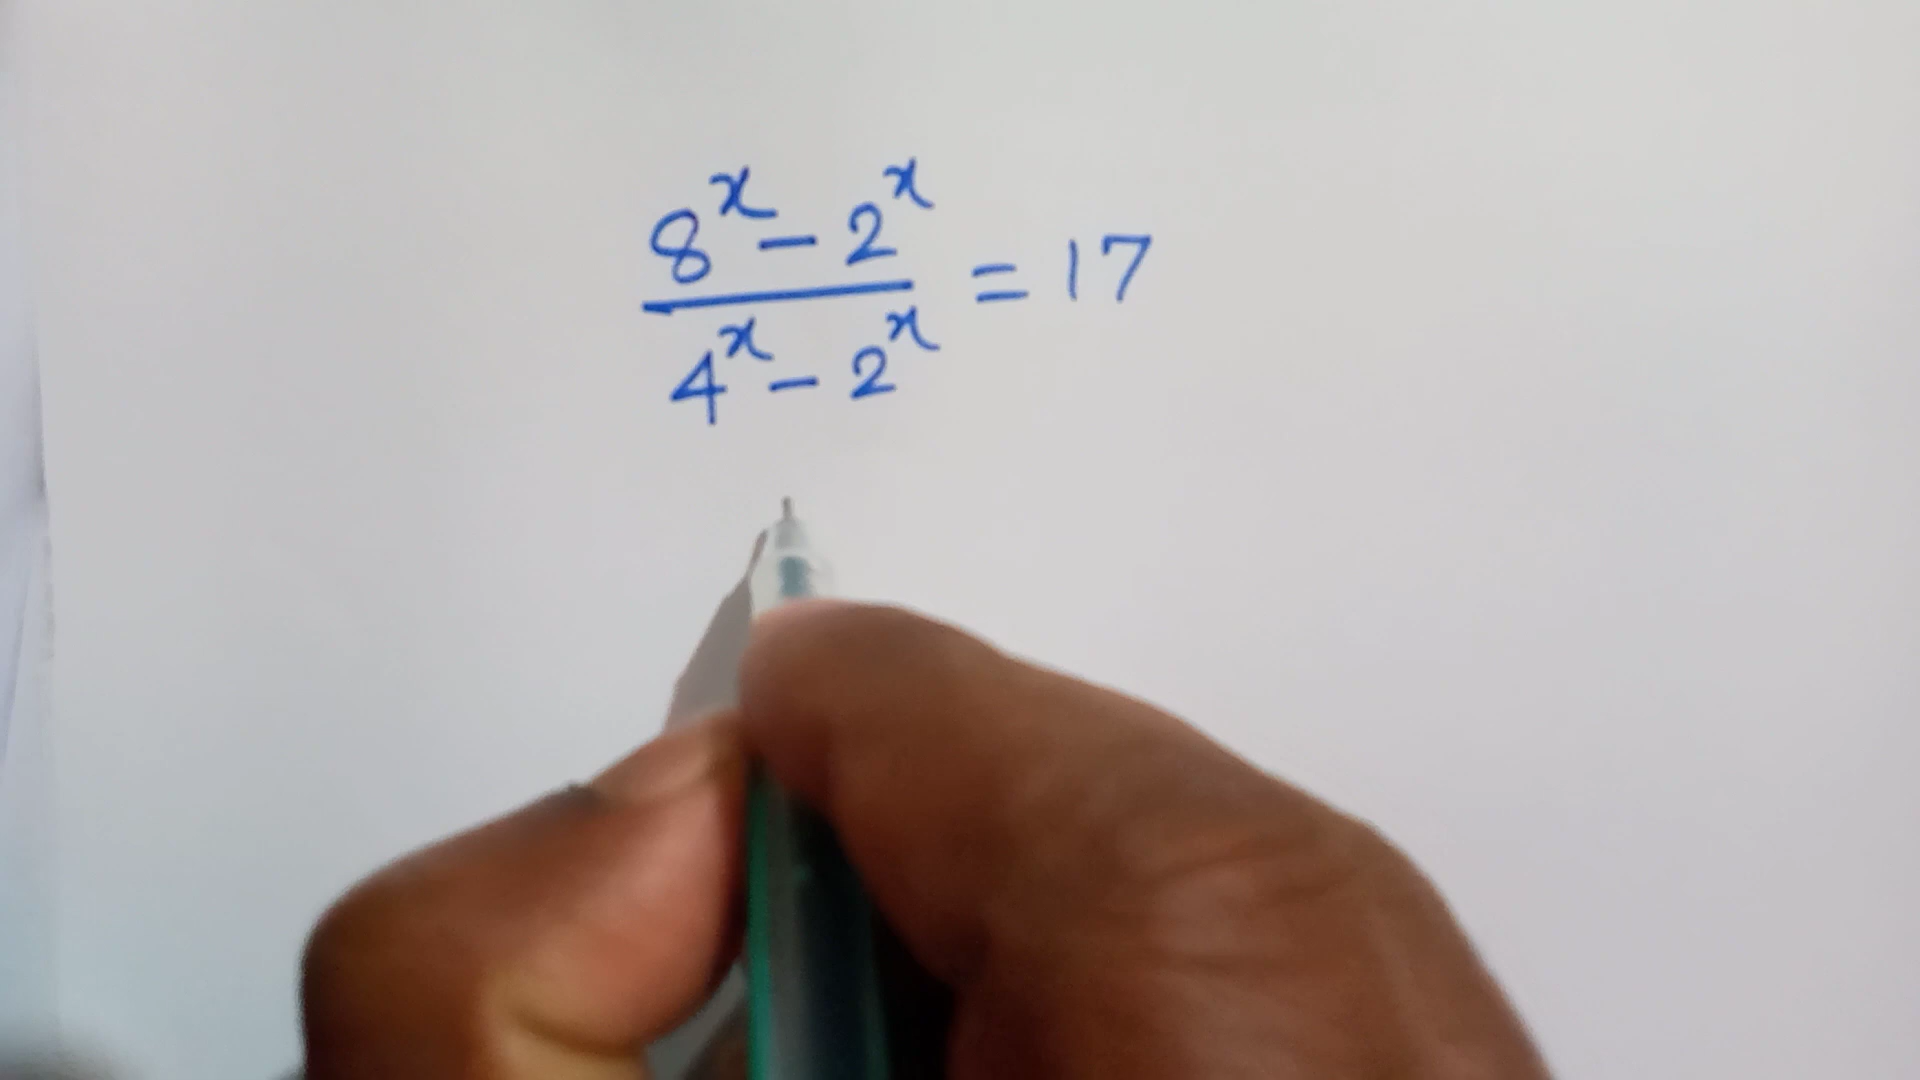 8^x - 2^x / 4^x - 2^x = 17